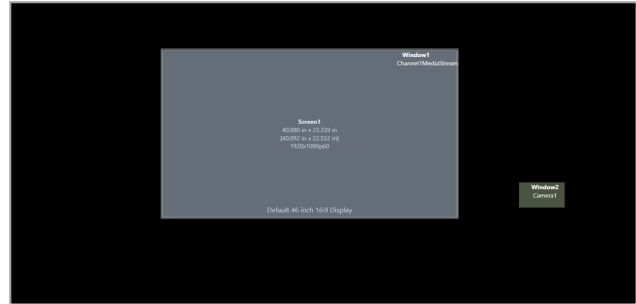 Window1
Channel1MediaStream
Screen1
40.880 in x 23.339 in
[40.092 in x 22.552 in]
1920x1080p60
Window2
Camera1
Default 46 inch 16:9 Display